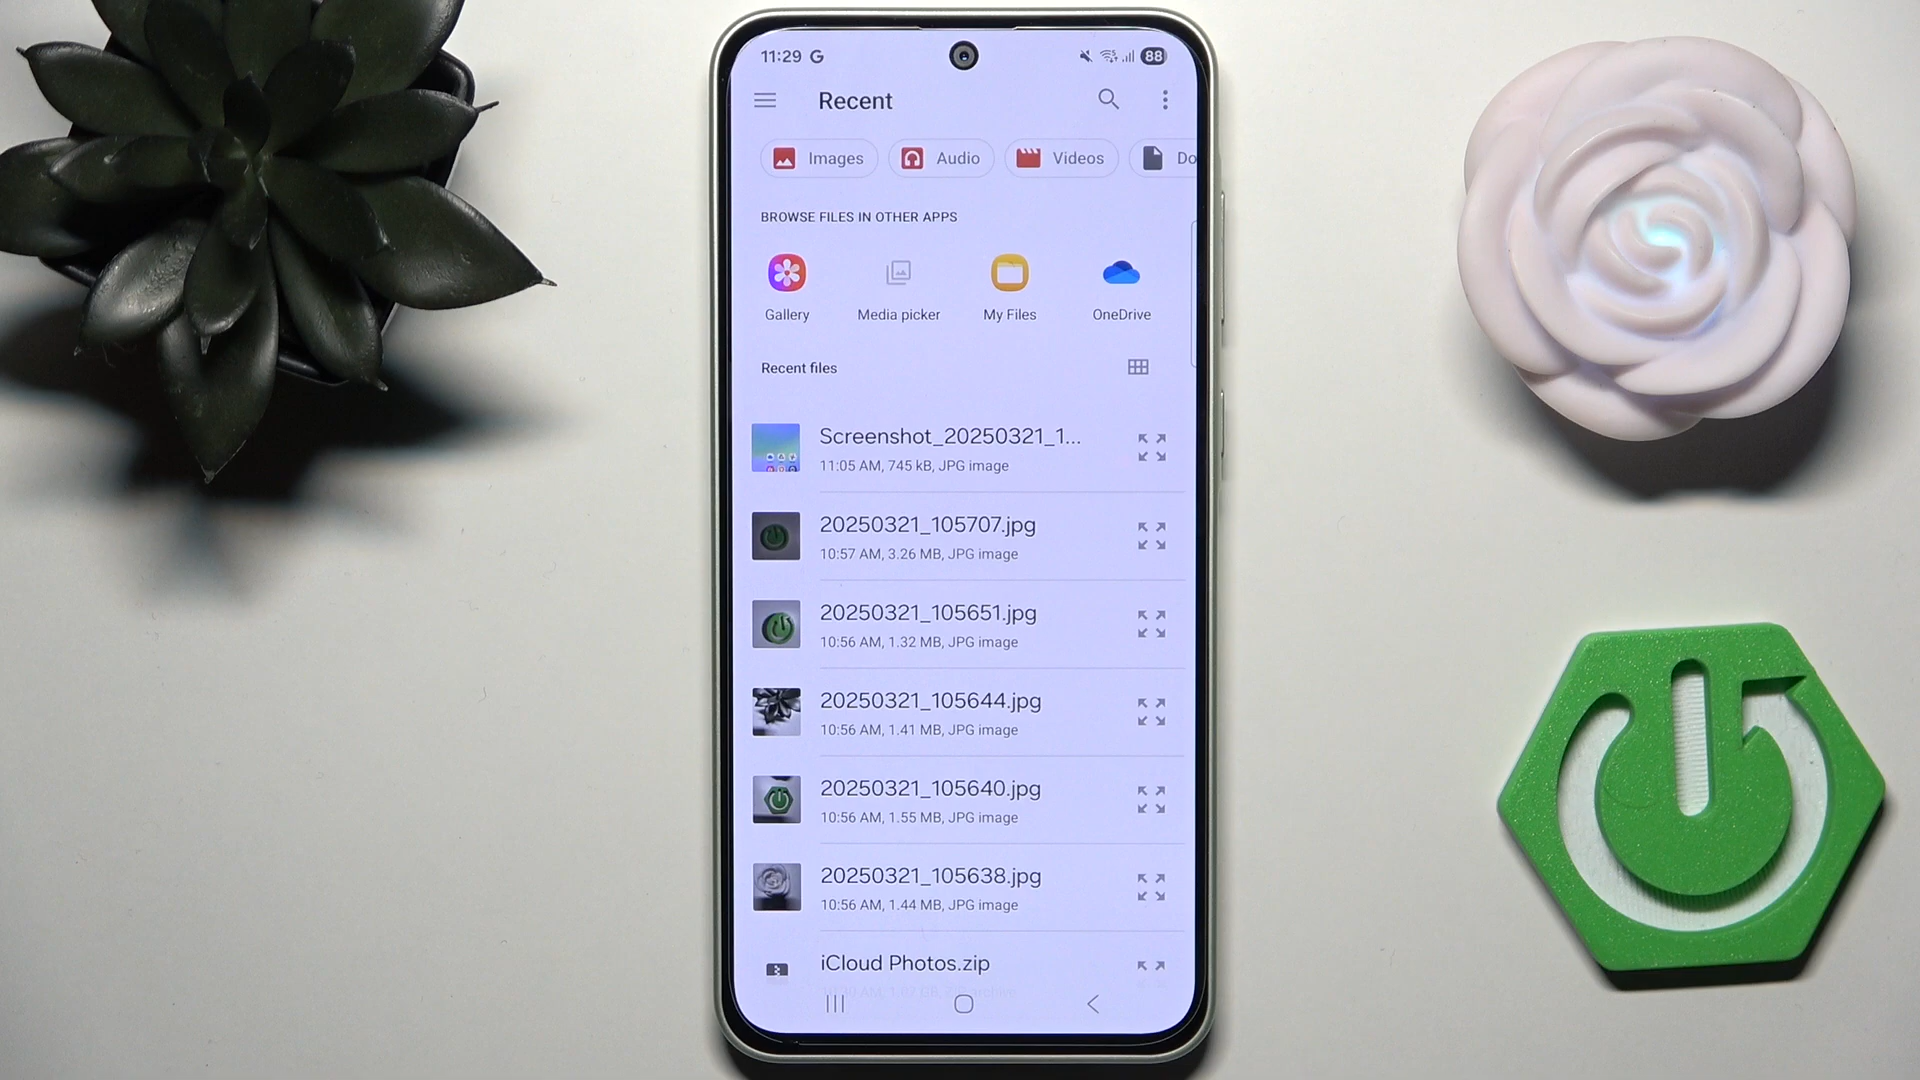 11:29 G 88
Recent
Images Audio Videos Do
BROWSE FILES IN OTHER APPS
Gallery Media picker My Files OneDrive
Recent files
Screenshot_20250321_1...
11:05 AM, 745 kB, JPG image
20250321_105707.jpg
10:57 AM, 3.26 MB, JPG image
20250321_105651.jpg
10:56 AM, 1.32 MB, JPG image
20250321_105644.jpg
10:56 AM, 1.41 MB, JPG image
20250321_105640.jpg
10:56 AM, 1.55 MB, JPG image
20250321_105638.jpg
10:56 AM, 1.44 MB, JPG image
iCloud Photos.zip